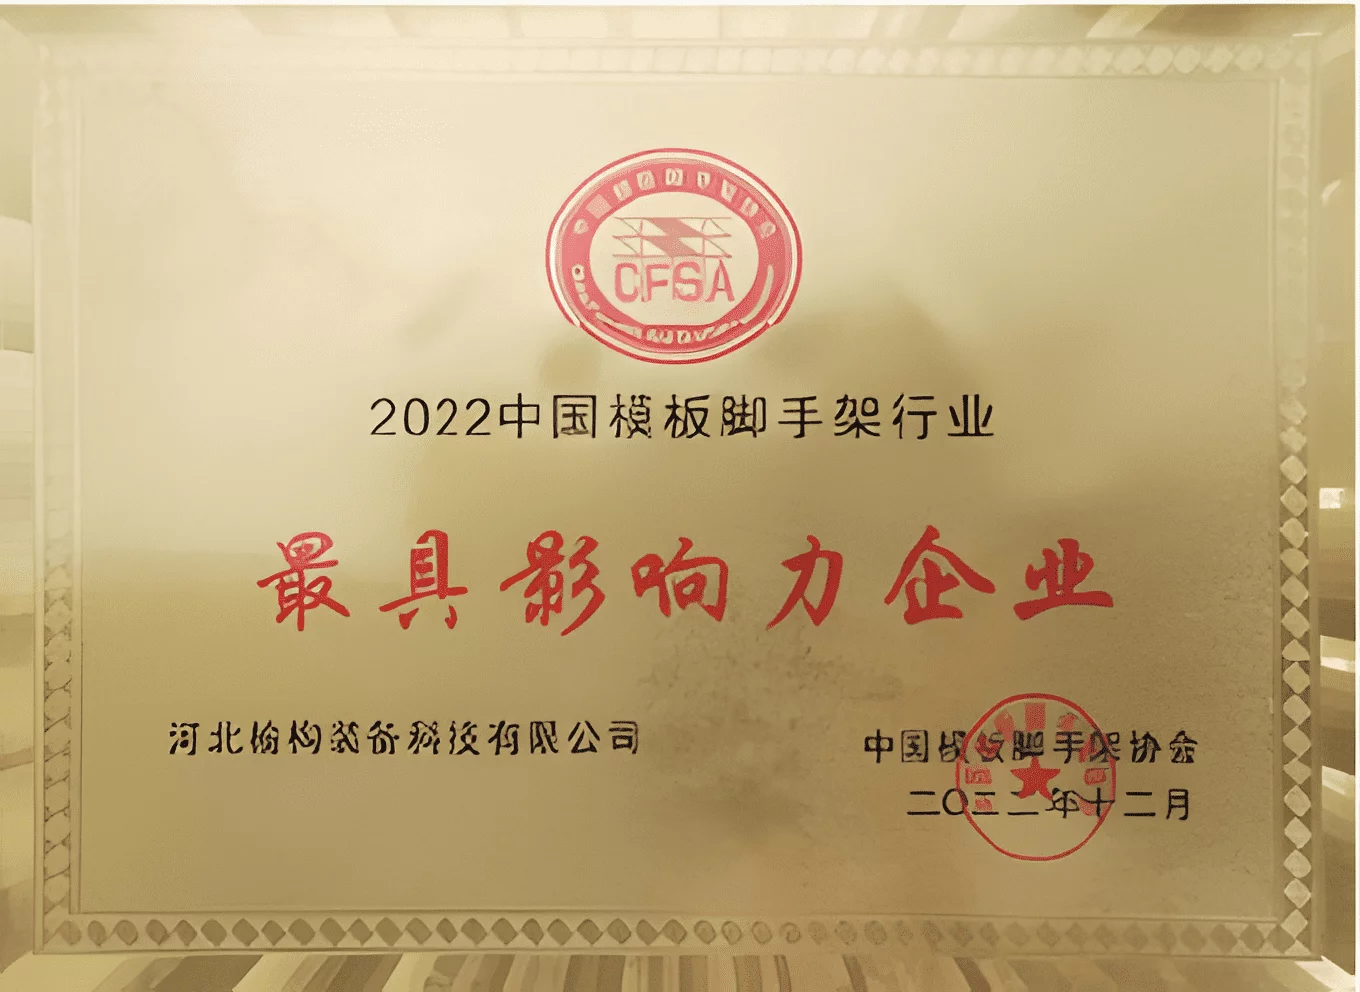 CFSA
2022中国模板脚手架行业
最具影响力企业
河北榆构装备科技有限公司
中国模板脚手架协会
二〇二二年十二月